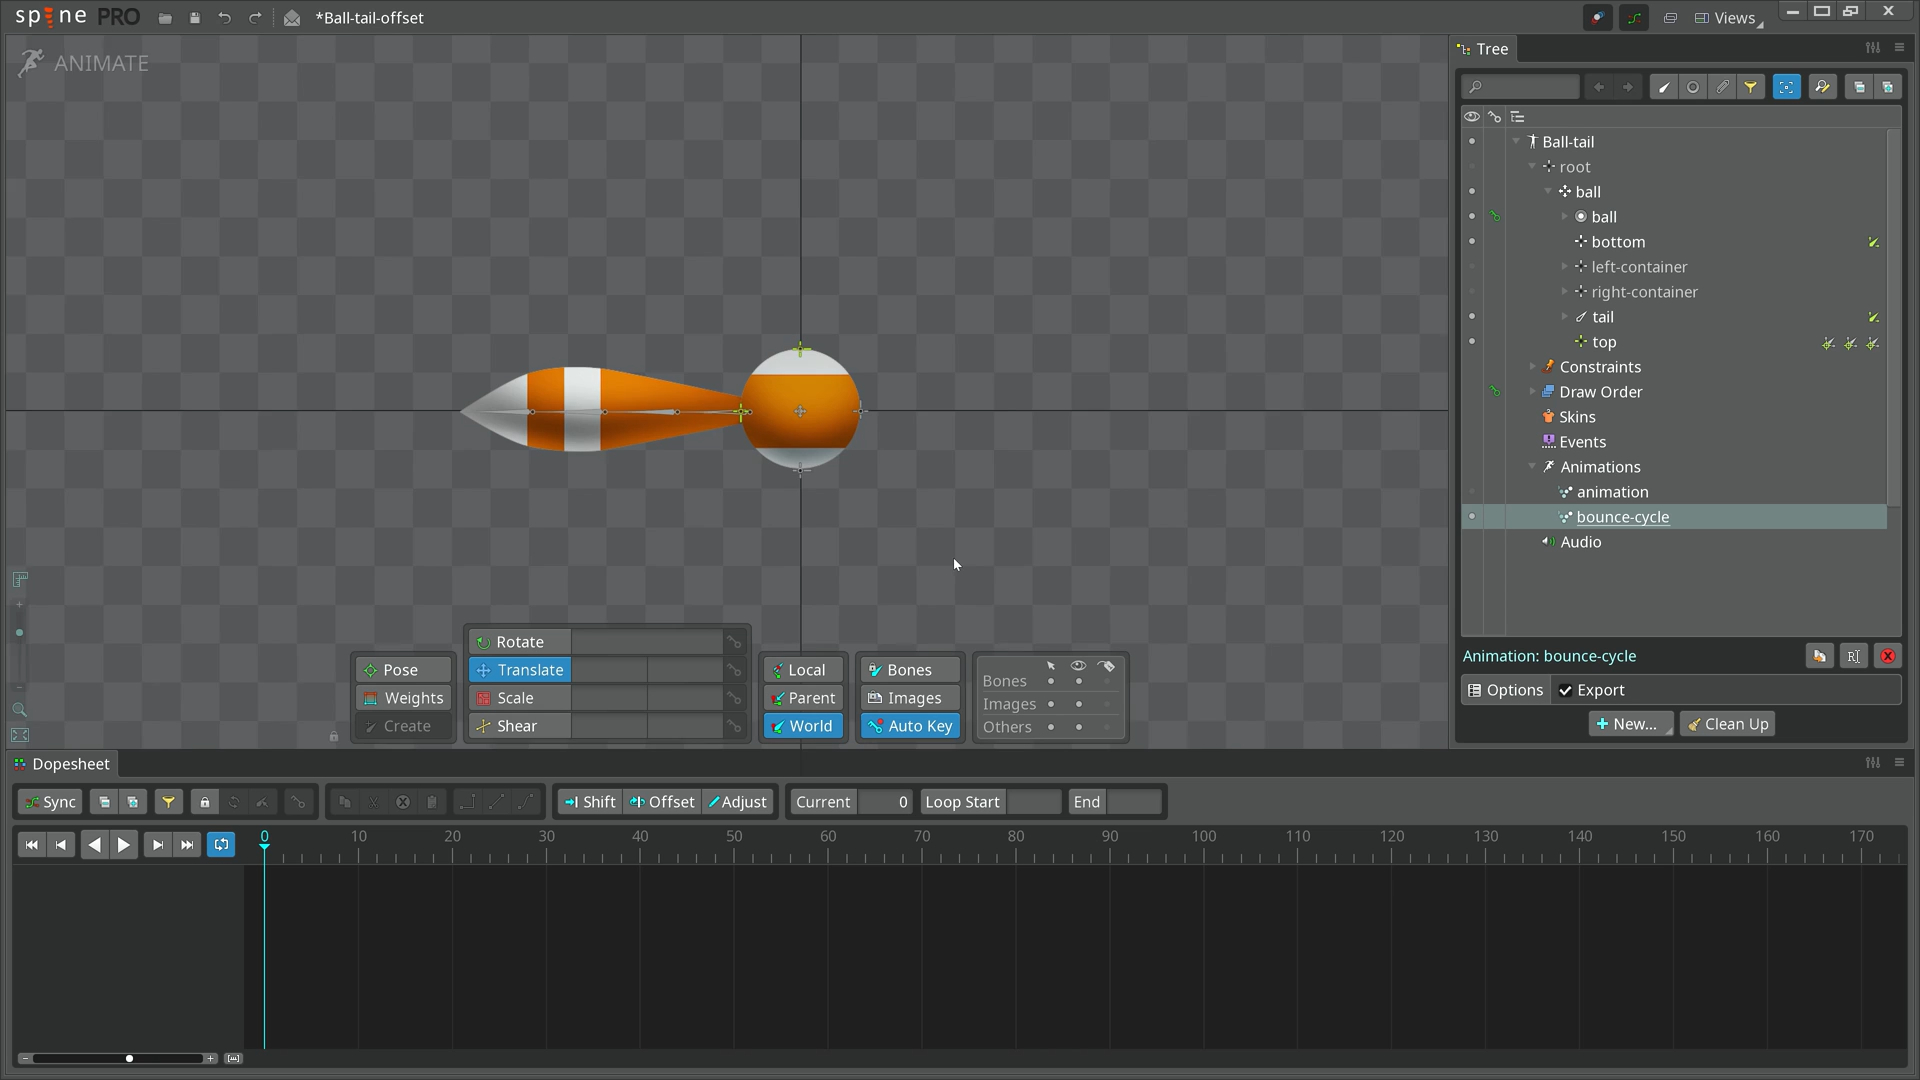 spine PRO
*Ball-tail-offset
Views
ANIMATE
Tree
Ball-tail
root
ball
ball
bottom
left-container
right-container
tail
top
Constraints
Draw Order
Skins
Events
Animations
animation
bounce-cycle
Audio
Animation: bounce-cycle
Options
Export
New...
Clean Up
Pose
Weights
Create
Rotate
Translate
Scale
Shear
Local
Parent
World
Bones
Images
Auto Key
Bones
Images
Others
Dopesheet
Sync
Shift
Offset
Adjust
Current 0
Loop Start
End
0 10 20 30 40 50 60 70 80 90 100 110 120 130 140 150 160 170